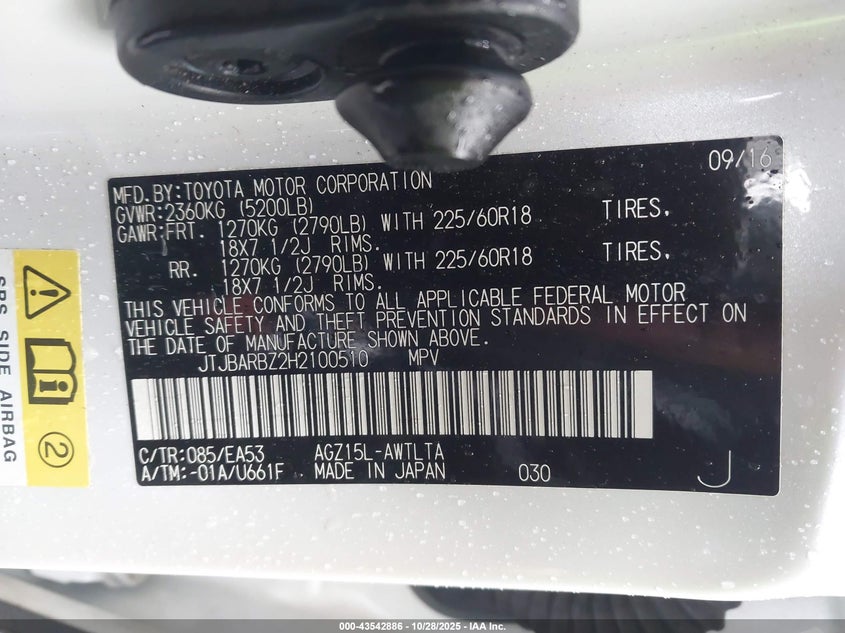 09/16
MFD.BY:TOYOTA MOTOR CORPORATION
GVWR:2360KG (5200LB)
GAWR:FRT. 1270KG (2790LB) WITH 225/60R18 TIRES,
18X7 1/2J RIMS.
RR. 1270KG (2790LB) WITH 225/60R18 TIRES,
18X7 1/2J RIMS.
THIS VEHICLE CONFORMS TO ALL APPLICABLE FEDERAL MOTOR
VEHICLE SAFETY AND THEFT PREVENTION STANDARDS IN EFFECT ON
THE DATE OF MANUFACTURE SHOWN ABOVE.
JTJBARBZ2H2100510 MPV
C/TR:085/EA53 AGZ15L-AWTLTA
A/TM:-01A/U661F MADE IN JAPAN 030 J
SRS SIDE AIRBAG
2
000-43542886 - 10/28/2025 - IAA Inc.